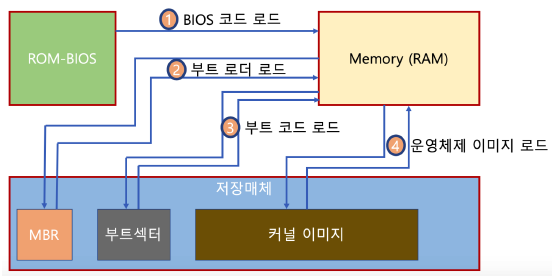 1 BIOS 코드 로드
ROM-BIOS
Memory (RAM)
2 부트 로더 로드
3 부트 코드 로드
4 운영체제 이미지 로드
저장매체
MBR
부트섹터
커널 이미지